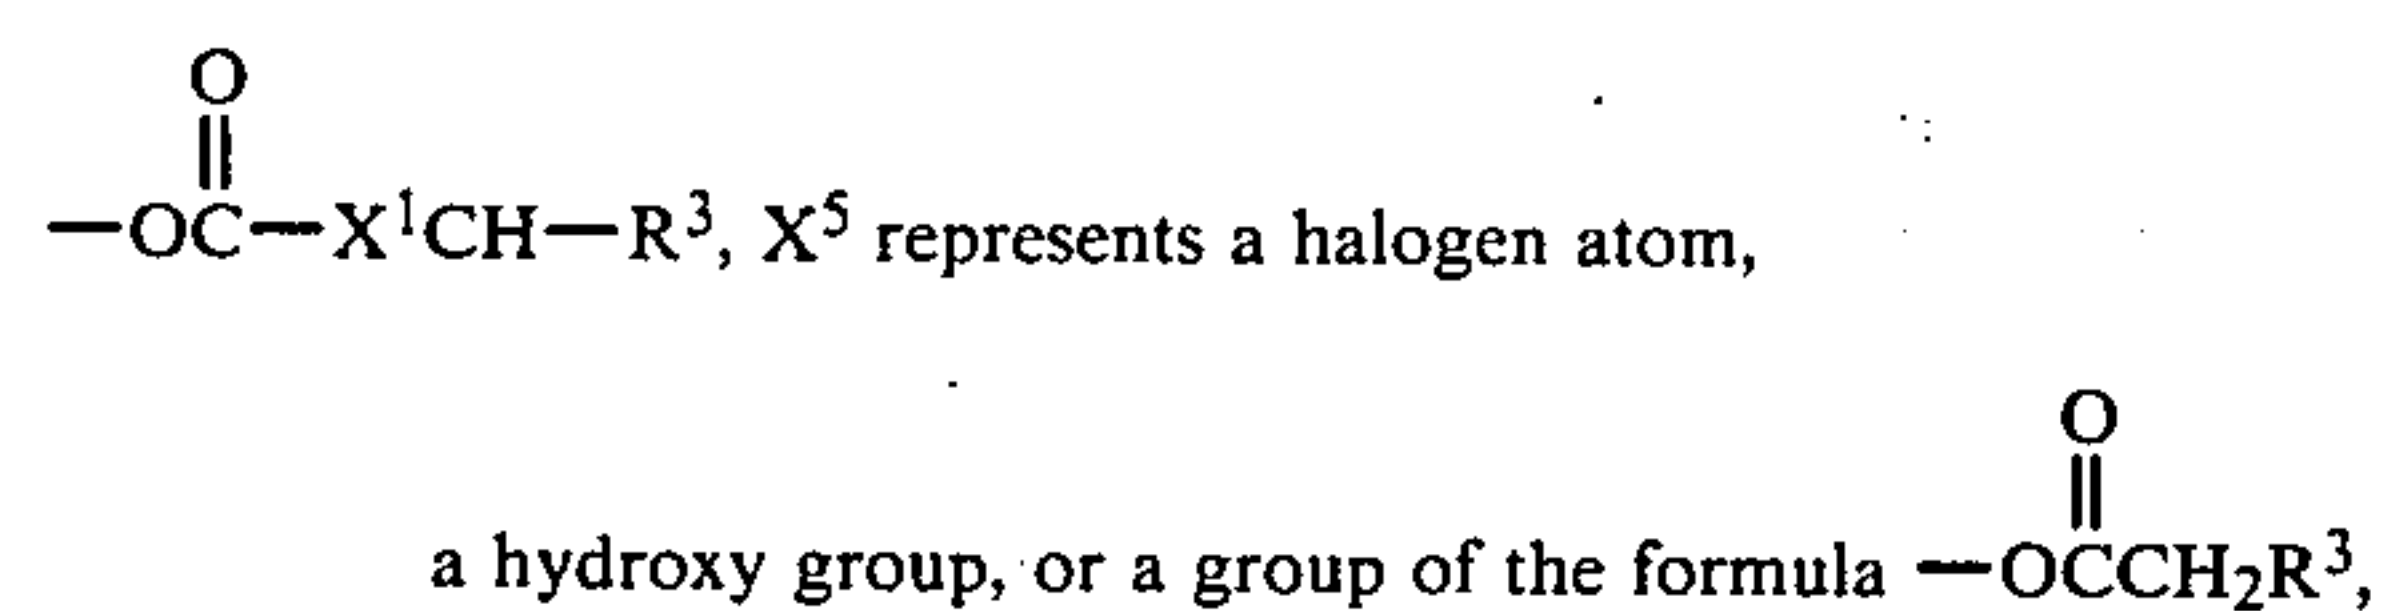 O
||
—OC—X¹CH—R³, X⁵ represents a halogen atom,
O
||
a hydroxy group, or a group of the formula —OCCH₂R³,